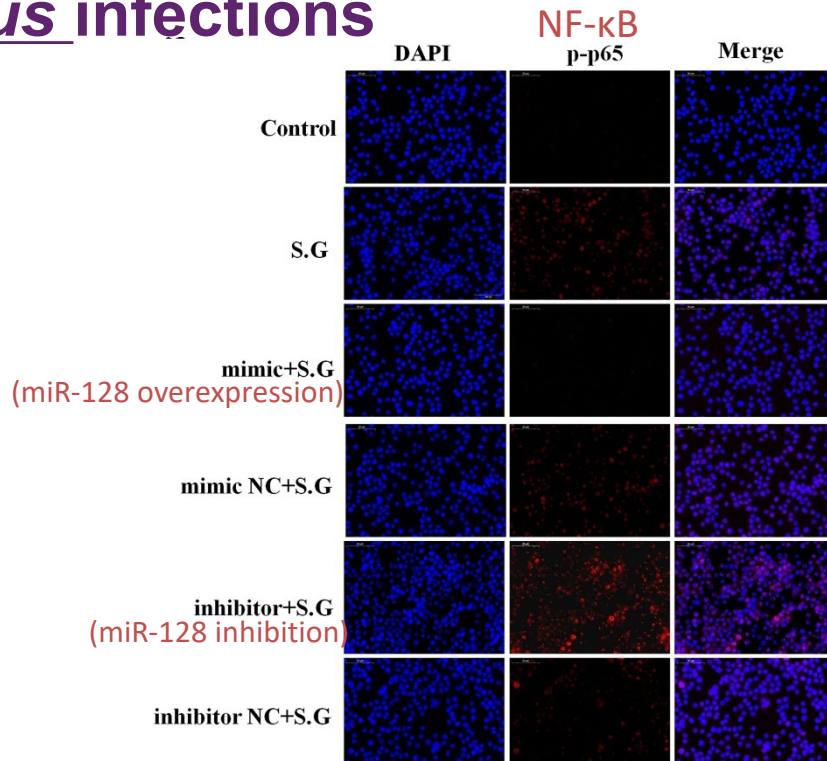 us infections
NF-κB
DAPI p-p65 Merge
Control
S.G
mimic+S.G
(miR-128 overexpression)
mimic NC+S.G
inhibitor+S.G
(miR-128 inhibition)
inhibitor NC+S.G